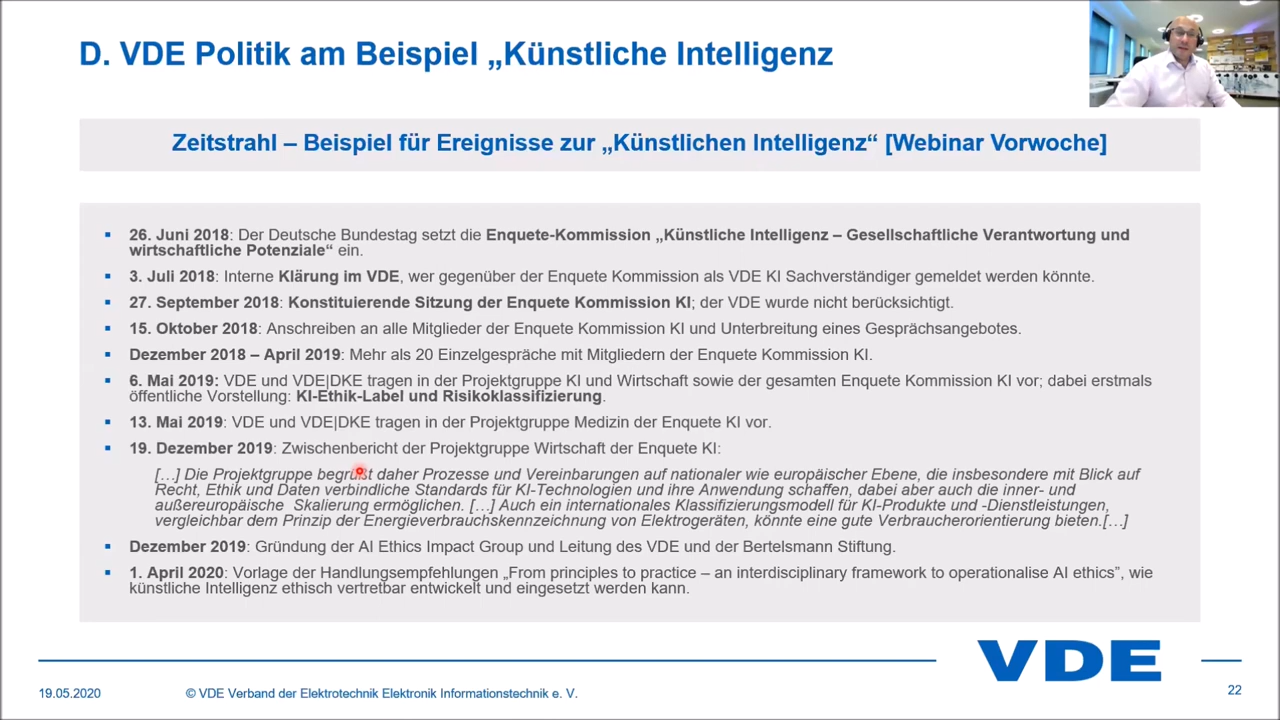 D. VDE Politik am Beispiel „Künstliche Intelligenz
Zeitstrahl – Beispiel für Ereignisse zur „Künstlichen Intelligenz“ [Webinar Vorwoche]
▪ 26. Juni 2018: Der Deutsche Bundestag setzt die Enquete-Kommission „Künstliche Intelligenz – Gesellschaftliche Verantwortung und
wirtschaftliche Potenziale“ ein.
▪ 3. Juli 2018: Interne Klärung im VDE, wer gegenüber der Enquete Kommission als VDE KI Sachverständiger gemeldet werden könnte.
▪ 27. September 2018: Konstituierende Sitzung der Enquete Kommission KI; der VDE wurde nicht berücksichtigt.
▪ 15. Oktober 2018: Anschreiben an alle Mitglieder der Enquete Kommission KI und Unterbreitung eines Gesprächsangebotes.
▪ Dezember 2018 – April 2019: Mehr als 20 Einzelgespräche mit Mitgliedern der Enquete Kommission KI.
▪ 6. Mai 2019: VDE und VDE|DKE tragen in der Projektgruppe KI und Wirtschaft sowie der gesamten Enquete Kommission KI vor; dabei erstmals
öffentliche Vorstellung: KI-Ethik-Label und Risikoklassifizierung.
▪ 13. Mai 2019: VDE und VDE|DKE tragen in der Projektgruppe Medizin der Enquete KI vor.
▪ 19. Dezember 2019: Zwischenbericht der Projektgruppe Wirtschaft der Enquete KI:
[…] Die Projektgruppe begrüßt daher Prozesse und Vereinbarungen auf nationaler wie europäischer Ebene, die insbesondere mit Blick auf
Recht, Ethik und Daten verbindliche Standards für KI-Technologien und ihre Anwendung schaffen, dabei aber auch die inner- und
außereuropäische Skalierung ermöglichen. […] Auch ein internationales Klassifizierungsmodell für KI-Produkte und -Dienstleistungen,
vergleichbar dem Prinzip der Energieverbrauchskennzeichnung von Elektrogeräten, könnte eine gute Verbraucherorientierung bieten.[…]
▪ Dezember 2019: Gründung der AI Ethics Impact Group und Leitung des VDE und der Bertelsmann Stiftung.
▪ 1. April 2020: Vorlage der Handlungsempfehlungen „From principles to practice – an interdisciplinary framework to operationalise AI ethics”, wie
künstliche Intelligenz ethisch vertretbar entwickelt und eingesetzt werden kann.
VDE
19.05.2020
© VDE Verband der Elektrotechnik Elektronik Informationstechnik e. V.
22